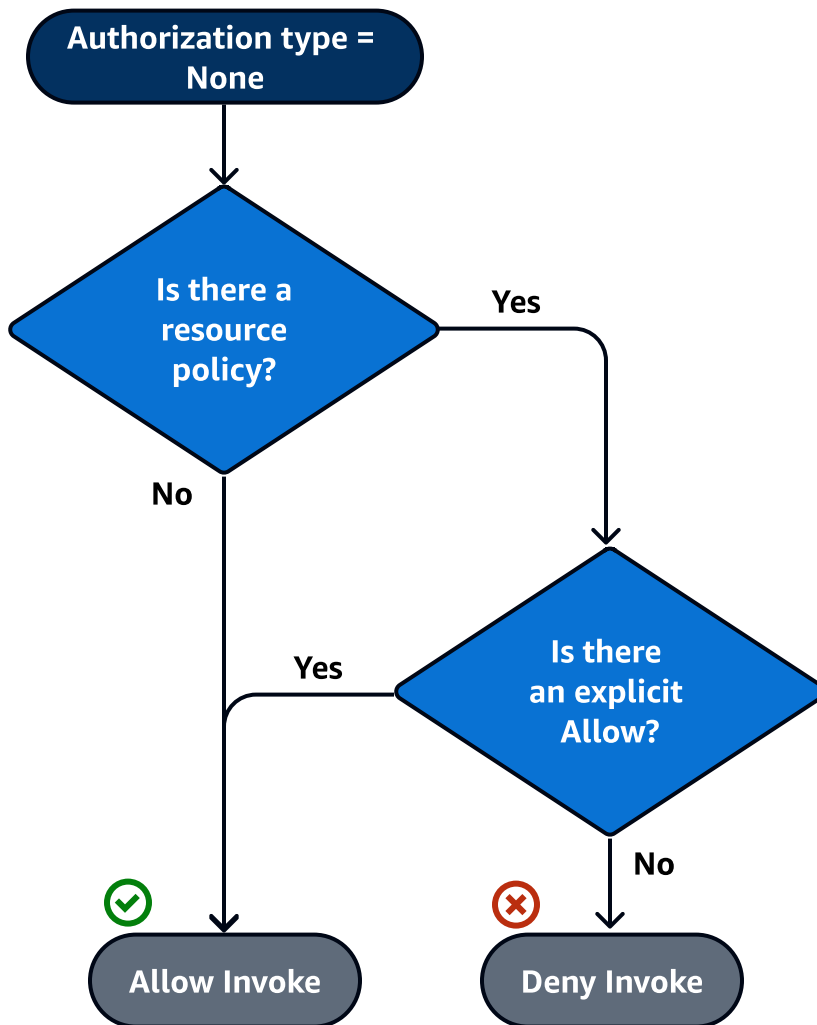 Authorization type =
None
Is there a
resource
policy?
Yes
No
Is there
an explicit
Allow?
Yes
No
Allow Invoke
Deny Invoke